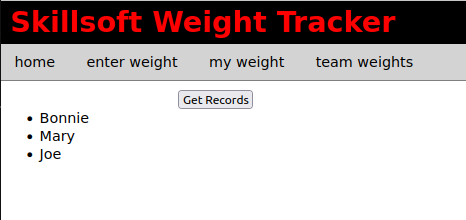 Skillsoft Weight Tracker
home enter weight my weight team weights
Get Records
Bonnie
Mary
Joe